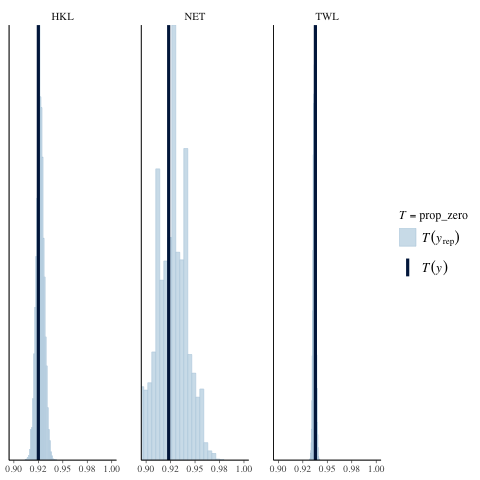 HKL NET TWL
T = prop_zero
T(yrep)
T(y)
0.90 0.92 0.95 0.98 1.00 0.90 0.92 0.95 0.98 1.00 0.90 0.92 0.95 0.98 1.00